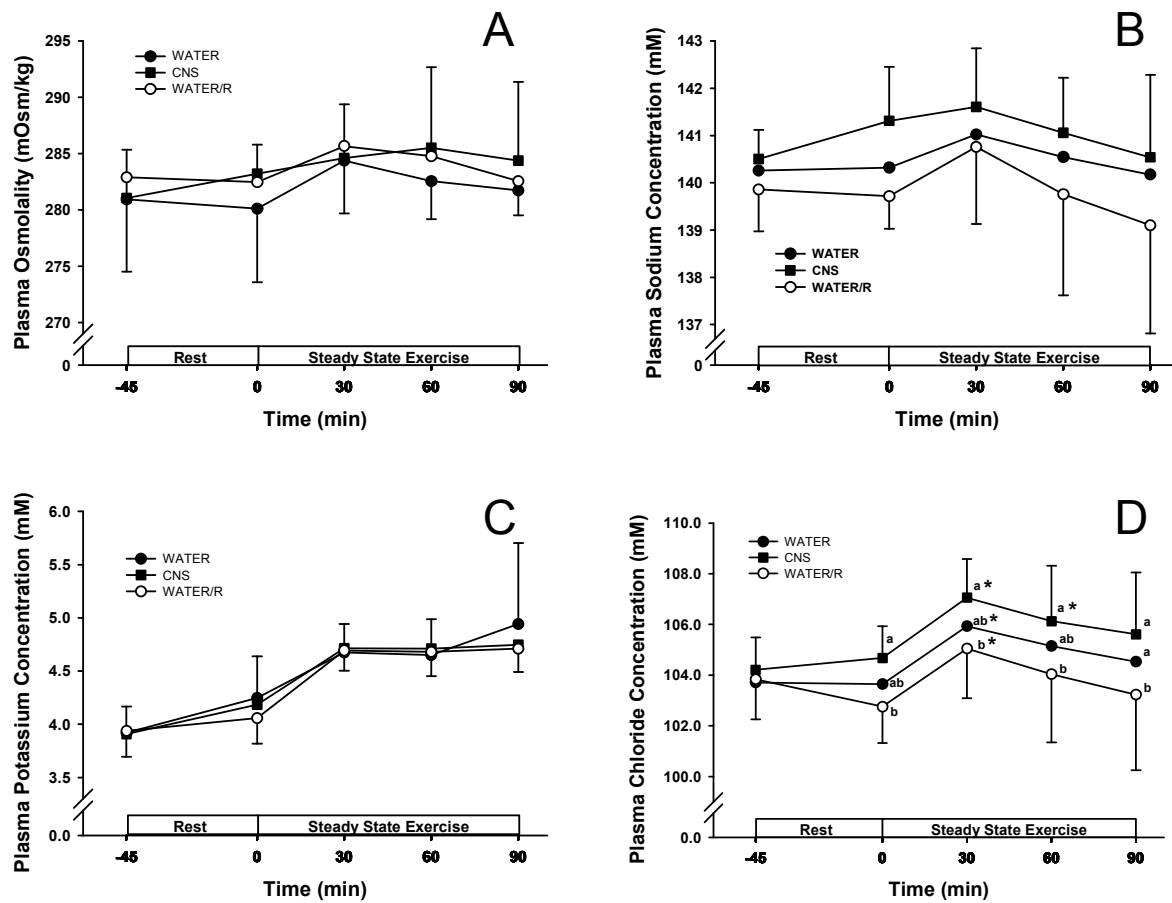 A
Plasma Osmolality (mOsm/kg)
295
290
285
280
275
270
0
WATER
CNS
WATER/R
Rest
Steady State Exercise
-45
0
30
60
90
Time (min)
B
Plasma Sodium Concentration (mM)
143
142
141
140
139
138
137
0
WATER
CNS
WATER/R
Rest
Steady State Exercise
-45
0
30
60
90
Time (min)
C
Plasma Potassium Concentration (mM)
6.0
5.5
5.0
4.5
4.0
3.5
0.0
WATER
CNS
WATER/R
Rest
Steady State Exercise
-45
0
30
60
90
Time (min)
D
Plasma Chloride Concentration (mM)
110.0
108.0
106.0
104.0
102.0
100.0
0.0
WATER
CNS
WATER/R
a
a *
a *
a
ab
ab *
ab
a
b
b *
b
b
Rest
Steady State Exercise
-45
0
30
60
90
Time (min)